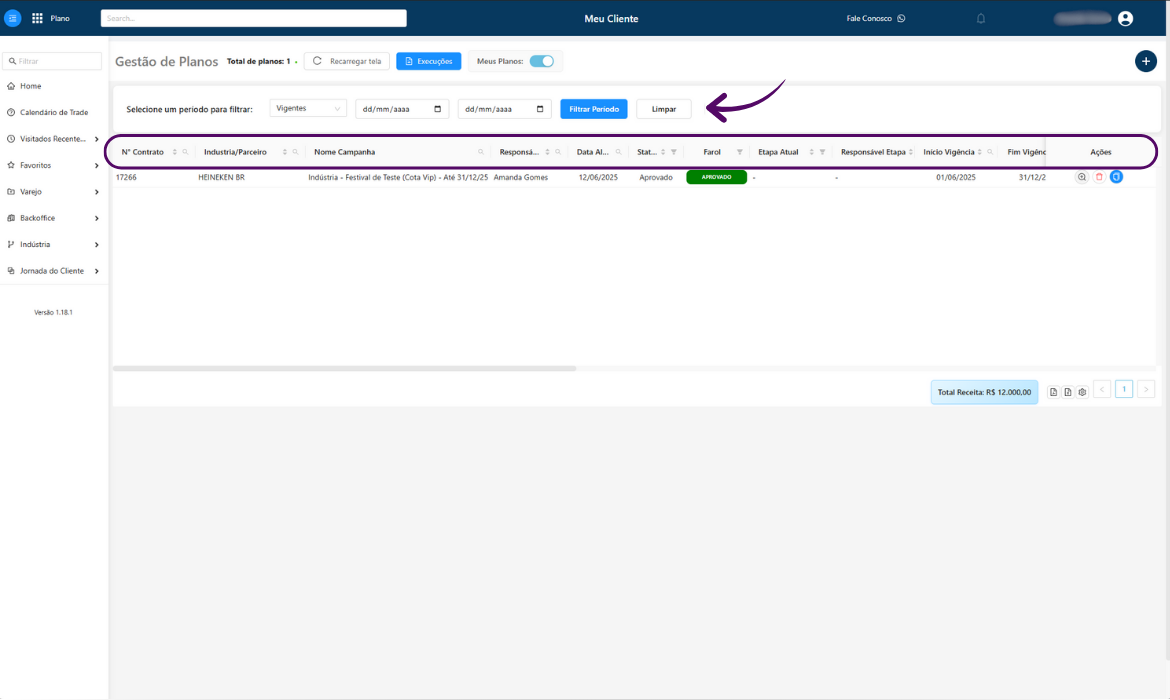 Plano Search... Meu Cliente Fale Conosco
Filtrar
Home
Calendário de Trade
Visitados Recente...
Favoritos
Varejo
Backoffice
Indústria
Jornada do Cliente
Versão 1.18.1
Gestão de Planos Total de planos: 1 Recarregar tela Execuções Meus Planos:
Selecione um período para filtrar: Vigentes dd/mm/aaaa dd/mm/aaaa Filtrar Período Limpar
N° Contrato Industria/Parceiro Nome Campanha Responsá... Data Al... Stat... Farol Etapa Atual Responsável Etapa Início Vigência Fim Vigênc Ações
17266 HEINEKEN BR Indústria - Festival de Teste (Cota Vip) - Até 31/12/25 Amanda Gomes 12/06/2025 Aprovado APROVADO - - 01/06/2025 31/12/2
Total Receita: R$ 12.000,00 < 1 >